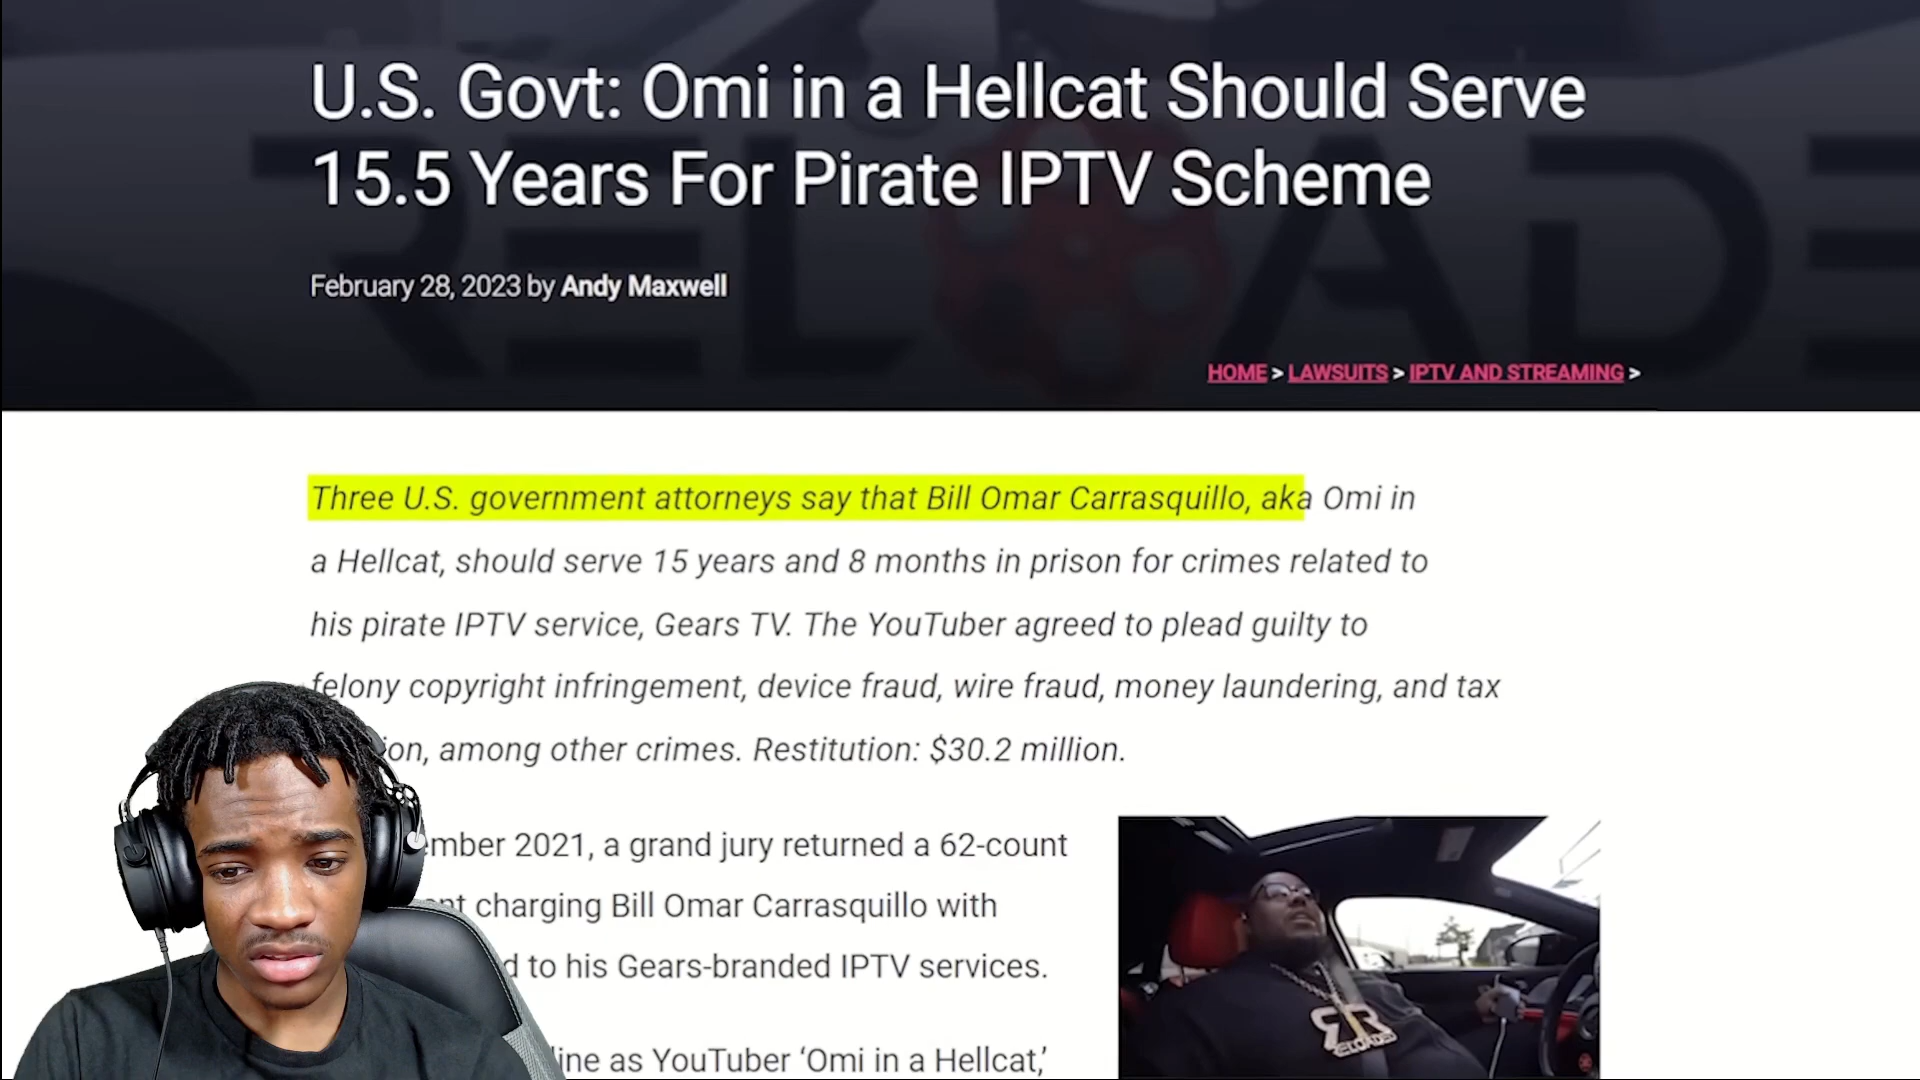 U.S. Govt: Omi in a Hellcat Should Serve
15.5 Years For Pirate IPTV Scheme
February 28, 2023 by Andy Maxwell
HOME > LAWSUITS > IPTV AND STREAMING >
Three U.S. government attorneys say that Bill Omar Carrasquillo, aka Omi in
a Hellcat, should serve 15 years and 8 months in prison for crimes related to
his pirate IPTV service, Gears TV. The YouTuber agreed to plead guilty to
felony copyright infringement, device fraud, wire fraud, money laundering, and tax
ion, among other crimes. Restitution: $30.2 million.
mber 2021, a grand jury returned a 62-count
nt charging Bill Omar Carrasquillo with
d to his Gears-branded IPTV services.
line as YouTuber ‘Omi in a Hellcat,’
RELOADED